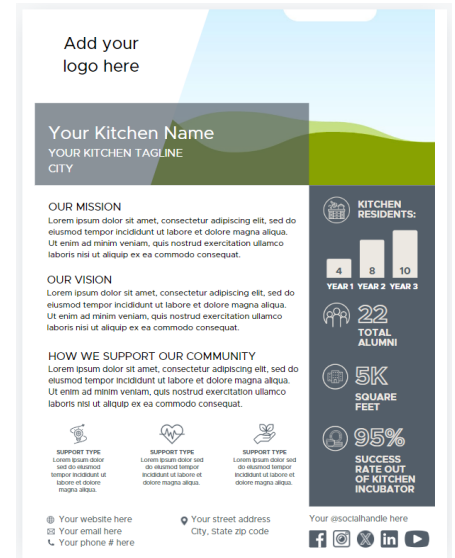 Add your
logo here
Your Kitchen Name
YOUR KITCHEN TAGLINE
CITY
OUR MISSION
Lorem ipsum dolor sit amet, consectetur adipiscing elit, sed do
eiusmod tempor incididunt ut labore et dolore magna aliqua.
Ut enim ad minim veniam, quis nostrud exercitation ullamco
laboris nisi ut aliquip ex ea commodo consequat.
OUR VISION
Lorem ipsum dolor sit amet, consectetur adipiscing elit, sed do
eiusmod tempor incididunt ut labore et dolore magna aliqua.
Ut enim ad minim veniam, quis nostrud exercitation ullamco
laboris nisi ut aliquip ex ea commodo consequat.
HOW WE SUPPORT OUR COMMUNITY
Lorem ipsum dolor sit amet, consectetur adipiscing elit, sed do
eiusmod tempor incididunt ut labore et dolore magna aliqua.
Ut enim ad minim veniam, quis nostrud exercitation ullamco
laboris nisi ut aliquip ex ea commodo consequat.
SUPPORT TYPE
Lorem ipsum dolor sed
do eiusmod tempor
incididunt ut labore et
dolore magna aliqua.
SUPPORT TYPE
Lorem ipsum dolor sed
do eiusmod tempor
incididunt ut labore et
dolore magna aliqua.
SUPPORT TYPE
Lorem ipsum dolor sed
do eiusmod tempor
incididunt ut labore et
dolore magna aliqua.
KITCHEN
RESIDENTS:
4
8
10
YEAR 1 YEAR 2 YEAR 3
22
TOTAL
ALUMNI
5K
SQUARE
FEET
95%
SUCCESS
RATE OUT
OF KITCHEN
INCUBATOR
Your website here
Your email here
Your phone # here
Your street address
City, State zip code
Your @socialhandle here